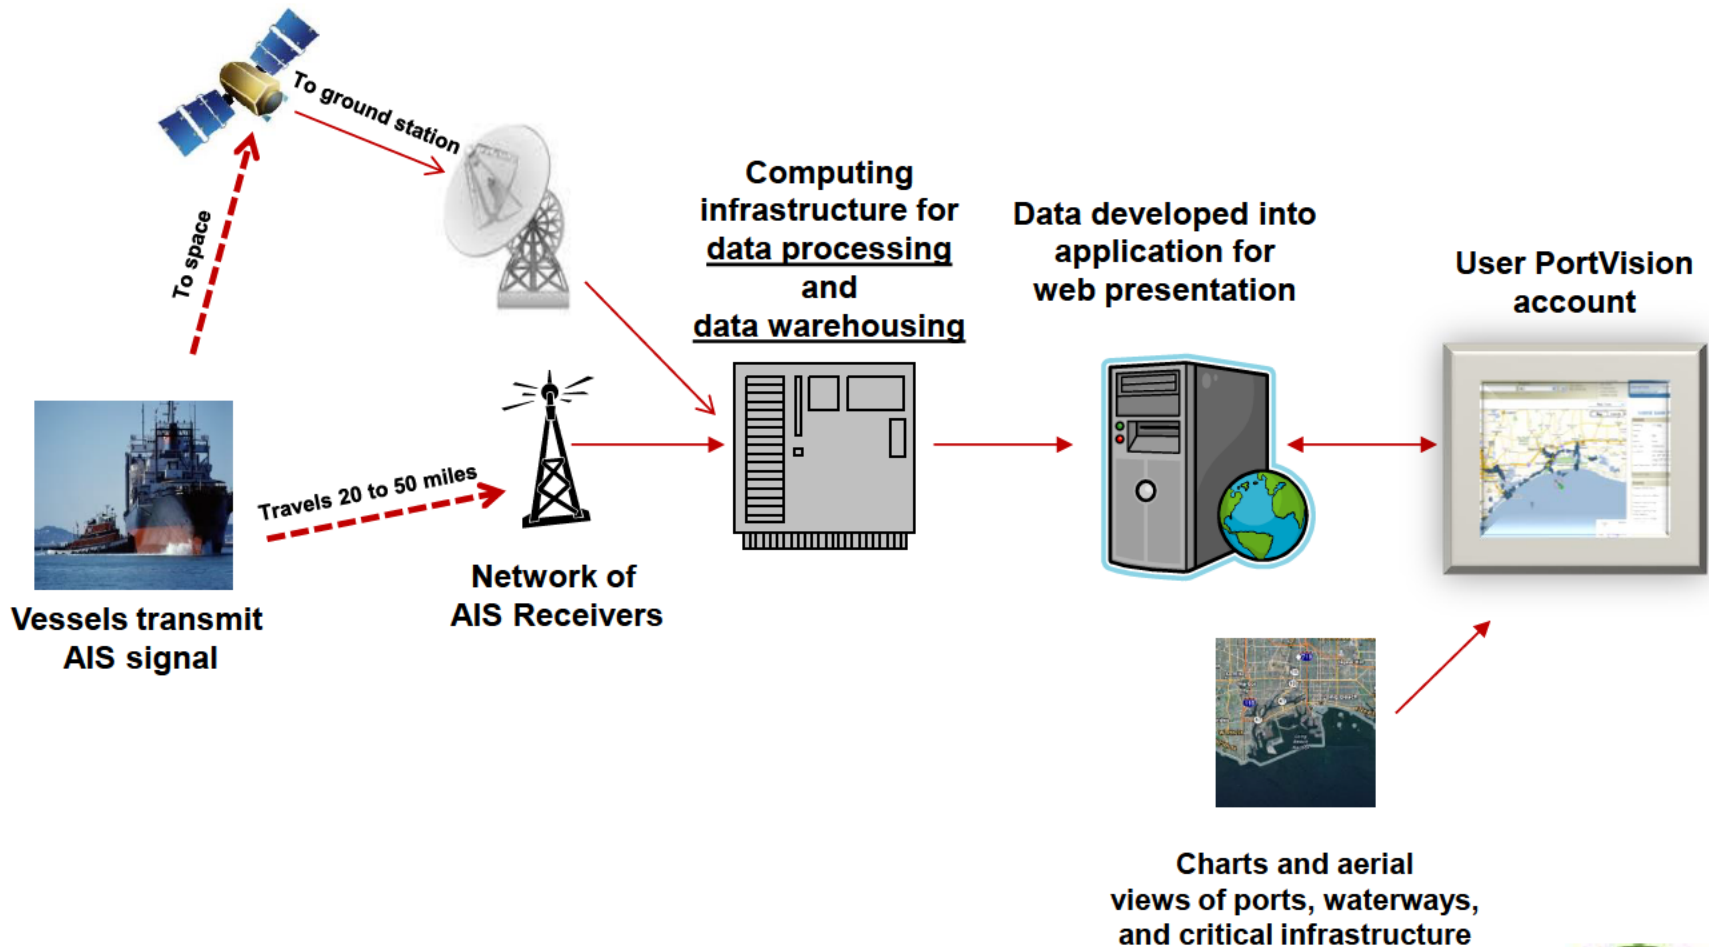 To ground station
To space
Computing
infrastructure for
data processing
and
data warehousing
Data developed into
application for
web presentation
User PortVision
account
Travels 20 to 50 miles
Vessels transmit
AIS signal
Network of
AIS Receivers
Charts and aerial
views of ports, waterways,
and critical infrastructure